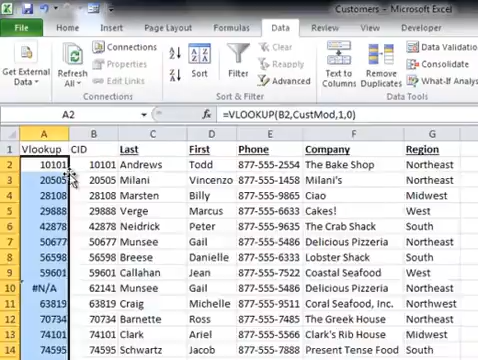 Customers - Microsoft Excel
File Home Insert Page Layout Formulas Data Review View Developer
Get External Data
Refresh All
Connections
Properties
Edit Links
Connections
Sort
Filter
Clear
Reapply
Advanced
Sort & Filter
Text to Columns
Remove Duplicates
Data Validation
Consolidate
What-If Analy
Data Tools
A2 fx =VLOOKUP(B2,CustMod,1,0)
A B C D E F G
1 Vlookup CID Last First Phone Company Region
2 10101 10101 Andrews Todd 877-555-2554 The Bake Shop Northeast
3 20505 20505 Milani Vincenzo 877-555-1458 Milani's Northeast
4 28108 28108 Marsten Billy 877-555-9865 Ciao Midwest
5 29888 29888 Verge Marcus 877-555-6633 Cakes! West
6 42878 42878 Neidrick Peter 877-555-9635 The Crab Shack South
7 50677 50677 Munsee Gail 877-555-5486 Delicious Pizzeria Northeast
8 56598 56598 Breese Danielle 877-555-6333 Lobster Shack South
9 59601 59601 Callahan Jean 877-555-7522 Coastal Seafood West
10 #N/A 62141 Munsee Gail 877-555-5486 Delicious Pizzeria Northeast
11 63819 63819 Craig Michelle 877-555-9511 Coral Seafood, Inc. Northwest
12 70734 70734 Barnette Ross 877-555-7485 The Green House Northeast
13 74101 74101 Clark Ariel 877-555-5566 Clark's Rib House Midwest
14 74595 74595 Schwartz Jacob 877-555-7888 Present Tense Food South